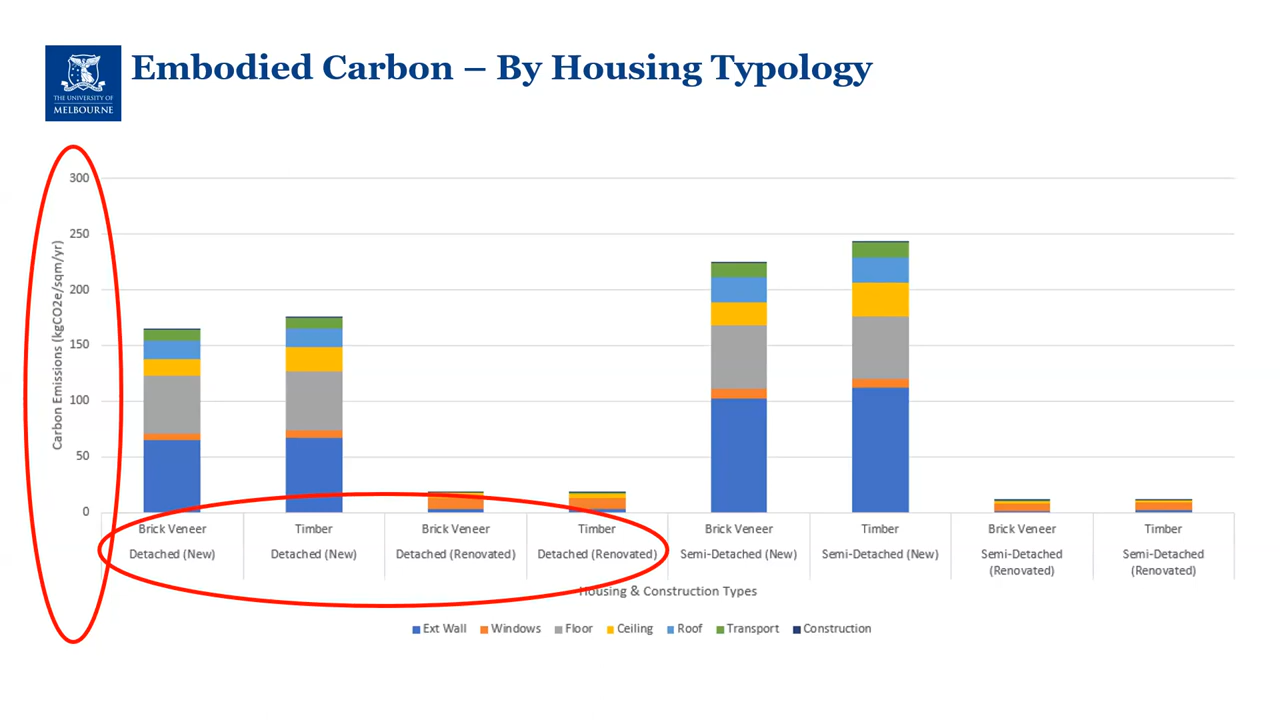 THE UNIVERSITY OF
MELBOURNE
Embodied Carbon – By Housing Typology
Carbon Emissions (kgCO2e/sqm/yr)
300
250
200
150
100
50
0
Brick Veneer Timber Brick Veneer Timber Brick Veneer Timber Brick Veneer Timber
Detached (New) Detached (New) Detached (Renovated) Detached (Renovated) Semi-Detached (New) Semi-Detached (New) Semi-Detached Semi-Detached
(Renovated) (Renovated)
Housing & Construction Types
Ext Wall Windows Floor Ceiling Roof Transport Construction